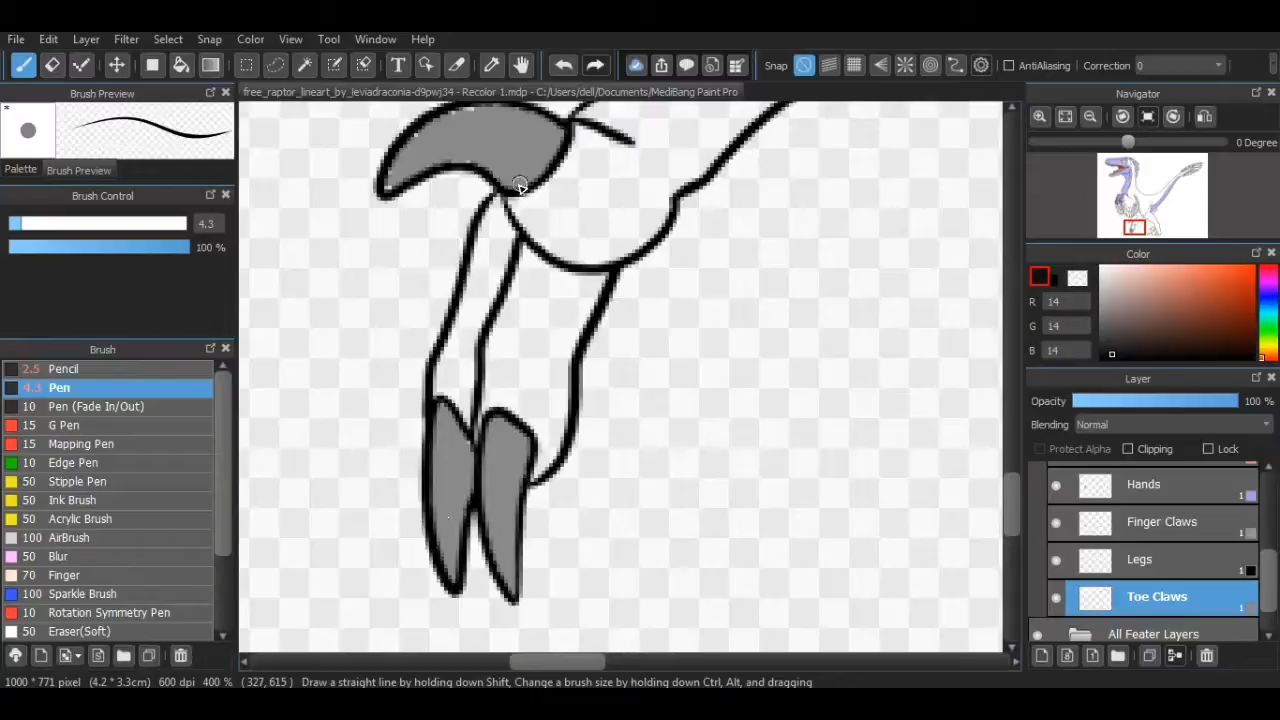 File Edit Layer Filter Select Snap Color View Tool Window Help
T Snap AntiAliasing Correction 0
Brush Preview
free_raptor_lineart_by_ieviadraconia-d9pwj34 - Recolor 1.mdp - C:/Users/dell/Documents/MediBang Paint Pro
Navigator
*
Palette Brush Preview
0 Degree
Brush Control
4.3
100 %
Color
R 14
G 14
B 14
Brush
2.5 Pencil
4.3 Pen
10 Pen (Fade In/Out)
15 G Pen
15 Mapping Pen
10 Edge Pen
50 Stipple Pen
50 Ink Brush
50 Acrylic Brush
100 AirBrush
50 Blur
70 Finger
100 Sparkle Brush
10 Rotation Symmetry Pen
50 Eraser(Soft)
Layer
Opacity 100 %
Blending Normal
Protect Alpha Clipping Lock
Hands
1
Finger Claws
1
Legs
1
Toe Claws
1
All Feater Layers
1000 * 771 pixel (4.2 * 3.3cm) 600 dpi 400 % ( 327, 615 ) Draw a straight line by holding down Shift, Change a brush size by holding down Ctrl, Alt, and dragging